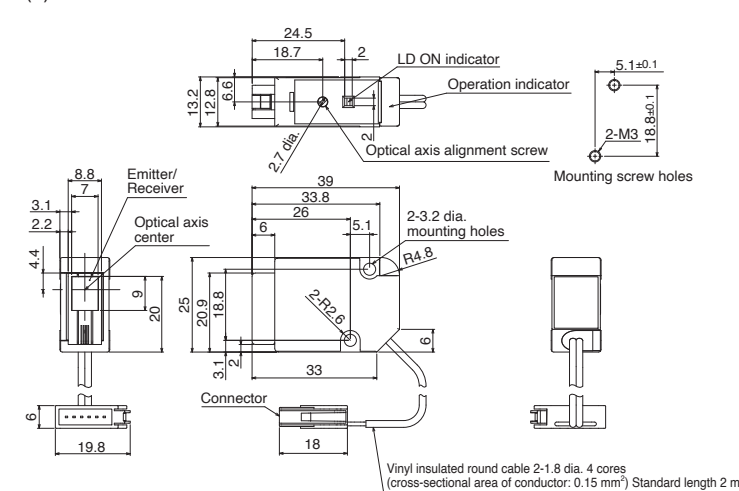 24.5
18.7
2
LD ON indicator
Operation indicator
13.2
12.8
6.6
2
2.7 dia.
Optical axis alignment screw
5.1±0.1
18.8±0.1
2-M3
Mounting screw holes
8.8
7
Emitter/
Receiver
3.1
2.2
Optical axis
center
4.4
9
20
39
33.8
26
6
5.1
2-3.2 dia.
mounting holes
R4.8
25
20.9
18.8
2-R2.6
3.1
2
33
6
Connector
6
19.8
18
Vinyl insulated round cable 2-1.8 dia. 4 cores
(cross-sectional area of conductor: 0.15 mm²) Standard length 2 m